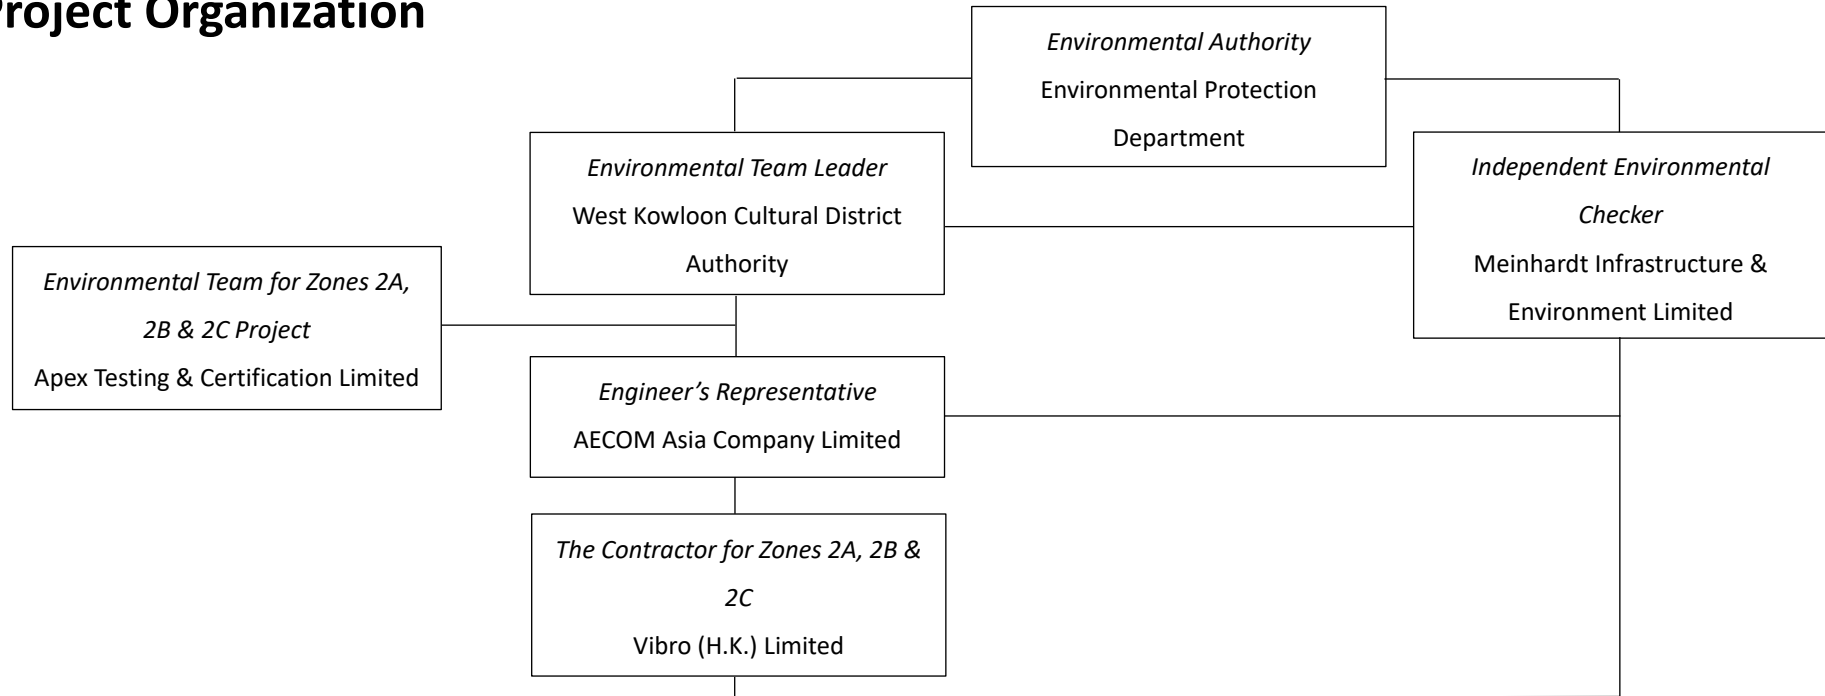 Project Organization
Environmental Authority
Environmental Protection
Department
Environmental Team Leader
West Kowloon Cultural District
Authority
Independent Environmental
Checker
Meinhardt Infrastructure &
Environment Limited
Environmental Team for Zones 2A,
2B & 2C Project
Apex Testing & Certification Limited
Engineer’s Representative
AECOM Asia Company Limited
The Contractor for Zones 2A, 2B &
2C
Vibro (H.K.) Limited